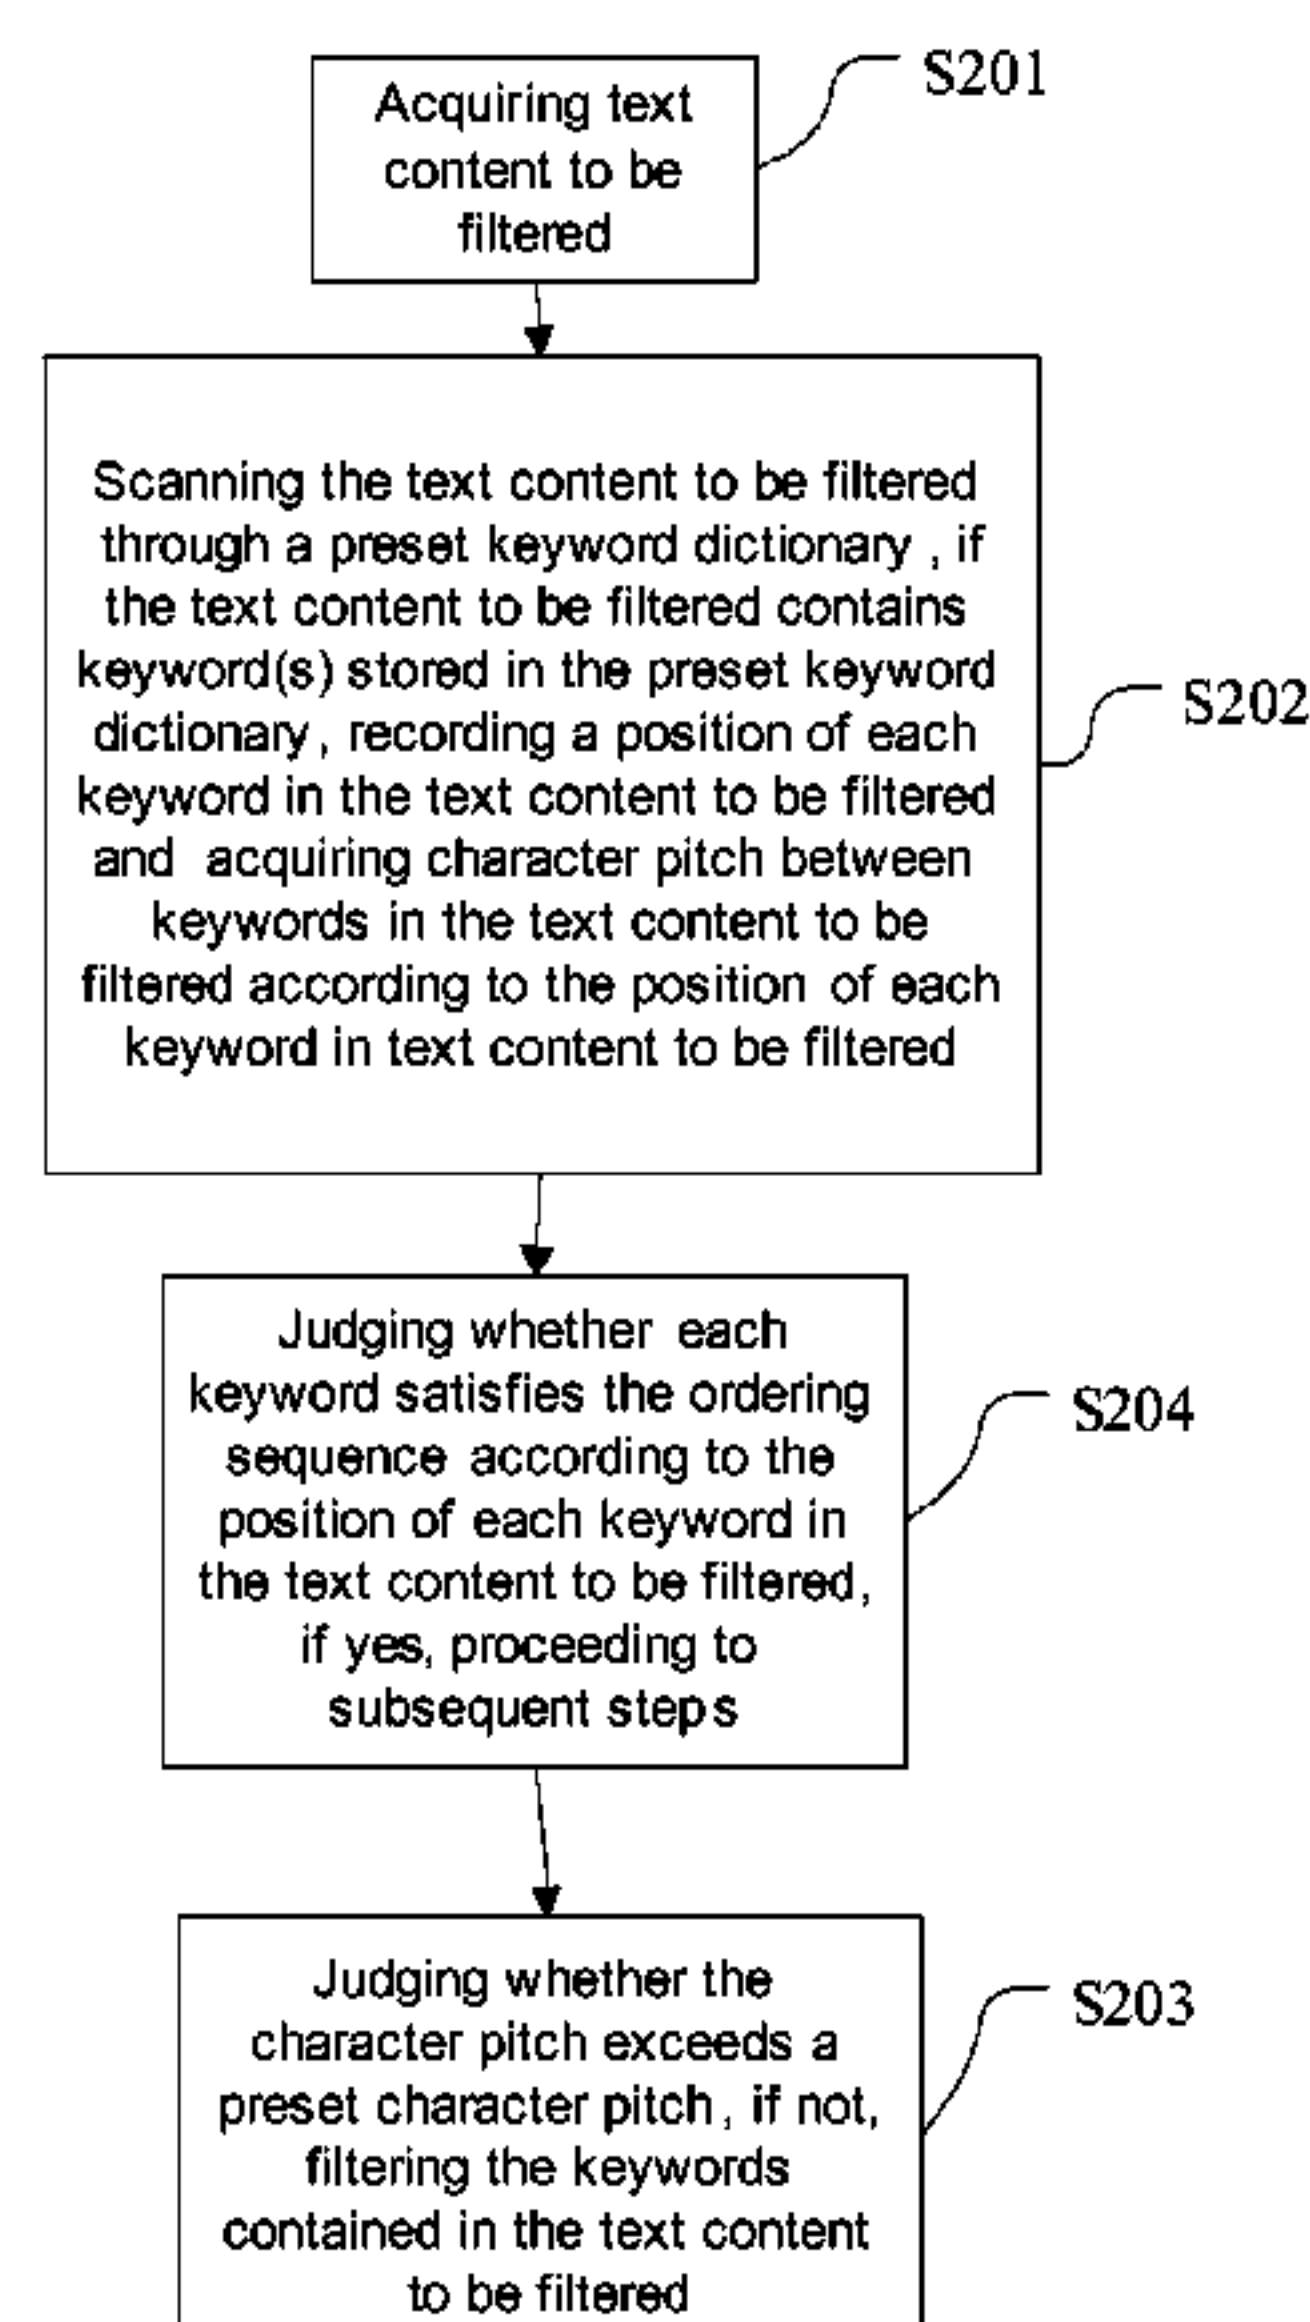 Acquiring text
content to be
filtered
S201
Scanning the text content to be filtered
through a preset keyword dictionary , if
the text content to be filtered contains
keyword(s) stored in the preset keyword
dictionary, recording a position of each
keyword in the text content to be filtered
and acquiring character pitch between
keywords in the text content to be
filtered according to the position of each
keyword in text content to be filtered
S202
Judging whether each
keyword satisfies the ordering
sequence according to the
position of each keyword in
the text content to be filtered,
if yes, proceeding to
subsequent steps
S204
Judging whether the
character pitch exceeds a
preset character pitch, if not,
filtering the keywords
contained in the text content
to be filtered
S203